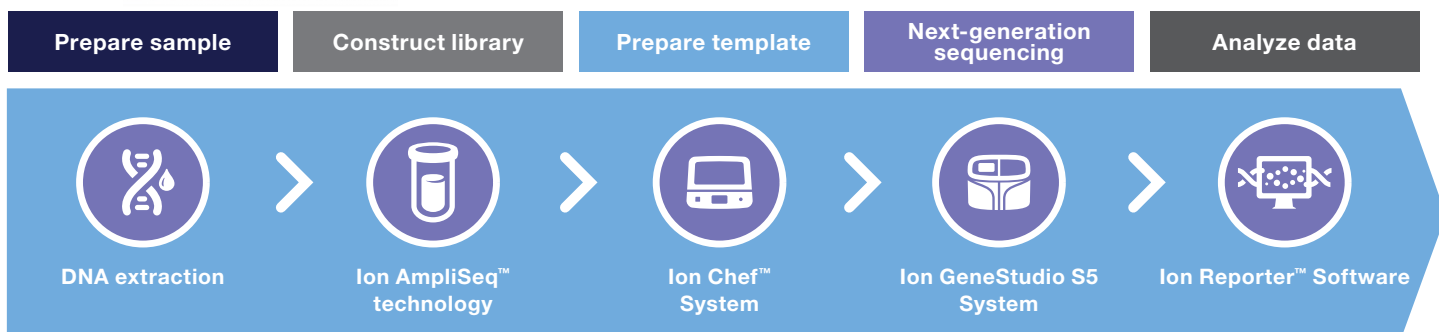 Prepare sample
Construct library
Prepare template
Next-generation
sequencing
Analyze data
DNA extraction
Ion AmpliSeq™
technology
Ion Chef™
System
Ion GeneStudio S5
System
Ion Reporter™ Software